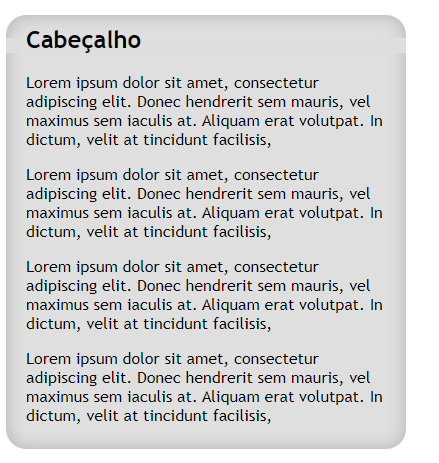 Cabeçalho
Lorem ipsum dolor sit amet, consectetur
adipiscing elit. Donec hendrerit sem mauris, vel
maximus sem iaculis at. Aliquam erat volutpat. In
dictum, velit at tincidunt facilisis,
Lorem ipsum dolor sit amet, consectetur
adipiscing elit. Donec hendrerit sem mauris, vel
maximus sem iaculis at. Aliquam erat volutpat. In
dictum, velit at tincidunt facilisis,
Lorem ipsum dolor sit amet, consectetur
adipiscing elit. Donec hendrerit sem mauris, vel
maximus sem iaculis at. Aliquam erat volutpat. In
dictum, velit at tincidunt facilisis,
Lorem ipsum dolor sit amet, consectetur
adipiscing elit. Donec hendrerit sem mauris, vel
maximus sem iaculis at. Aliquam erat volutpat. In
dictum, velit at tincidunt facilisis,